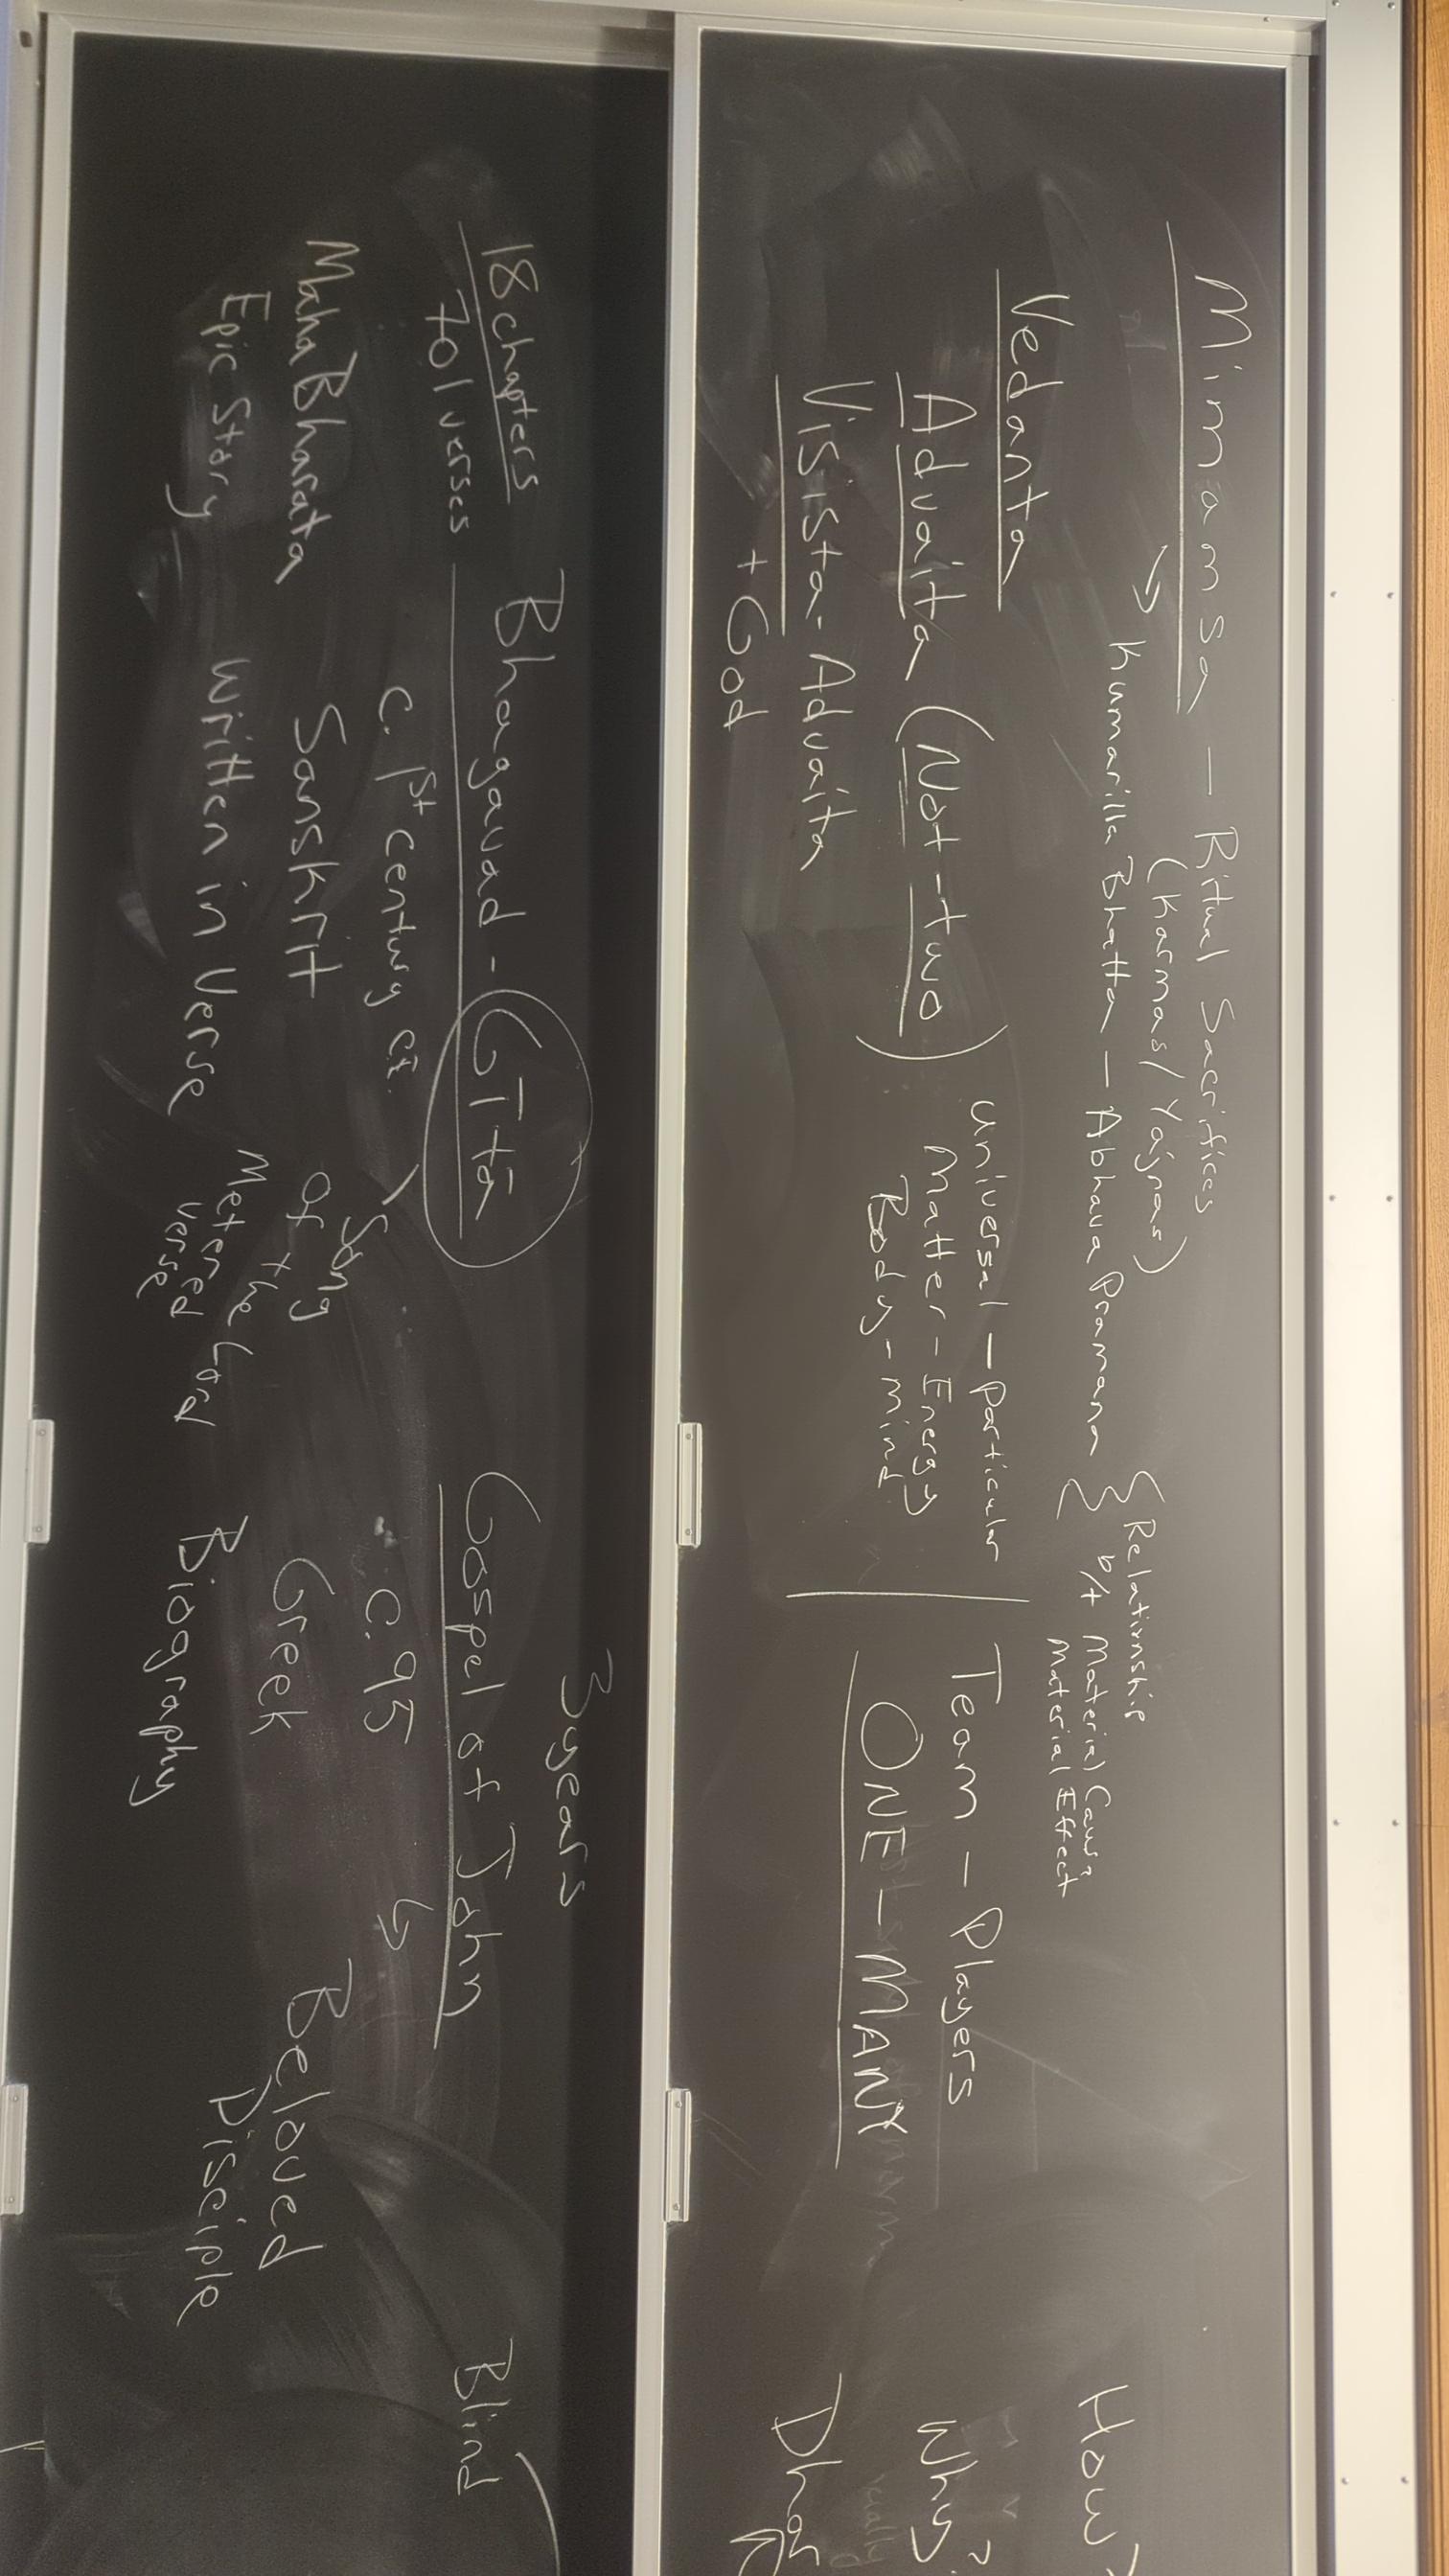 Mimamsa — Ritual Sacrifices
(Karmas/Yajnas)
Kumarilla Bhatta — Abhava Pramana
Relationship
b/t Material Cause
Material Effect
Vedanta
Advaita (Not-two)
Visista-Advaita
+ God
Universal — Particular
Matter - Energy
Body - Mind
Team — Players
ONE — MANY
How?
Why?
Dhar
18 chapters
701 verses
MahaBharata
Epic Story
Bhagavad - Gītā
c. 1st century CE.
Sanskrit
Written in Verse
Song
of
the Lord
Metered
verse
3 years
Gospel of John
c. 95
Greek
Biography
Beloved
Disciple
Blind